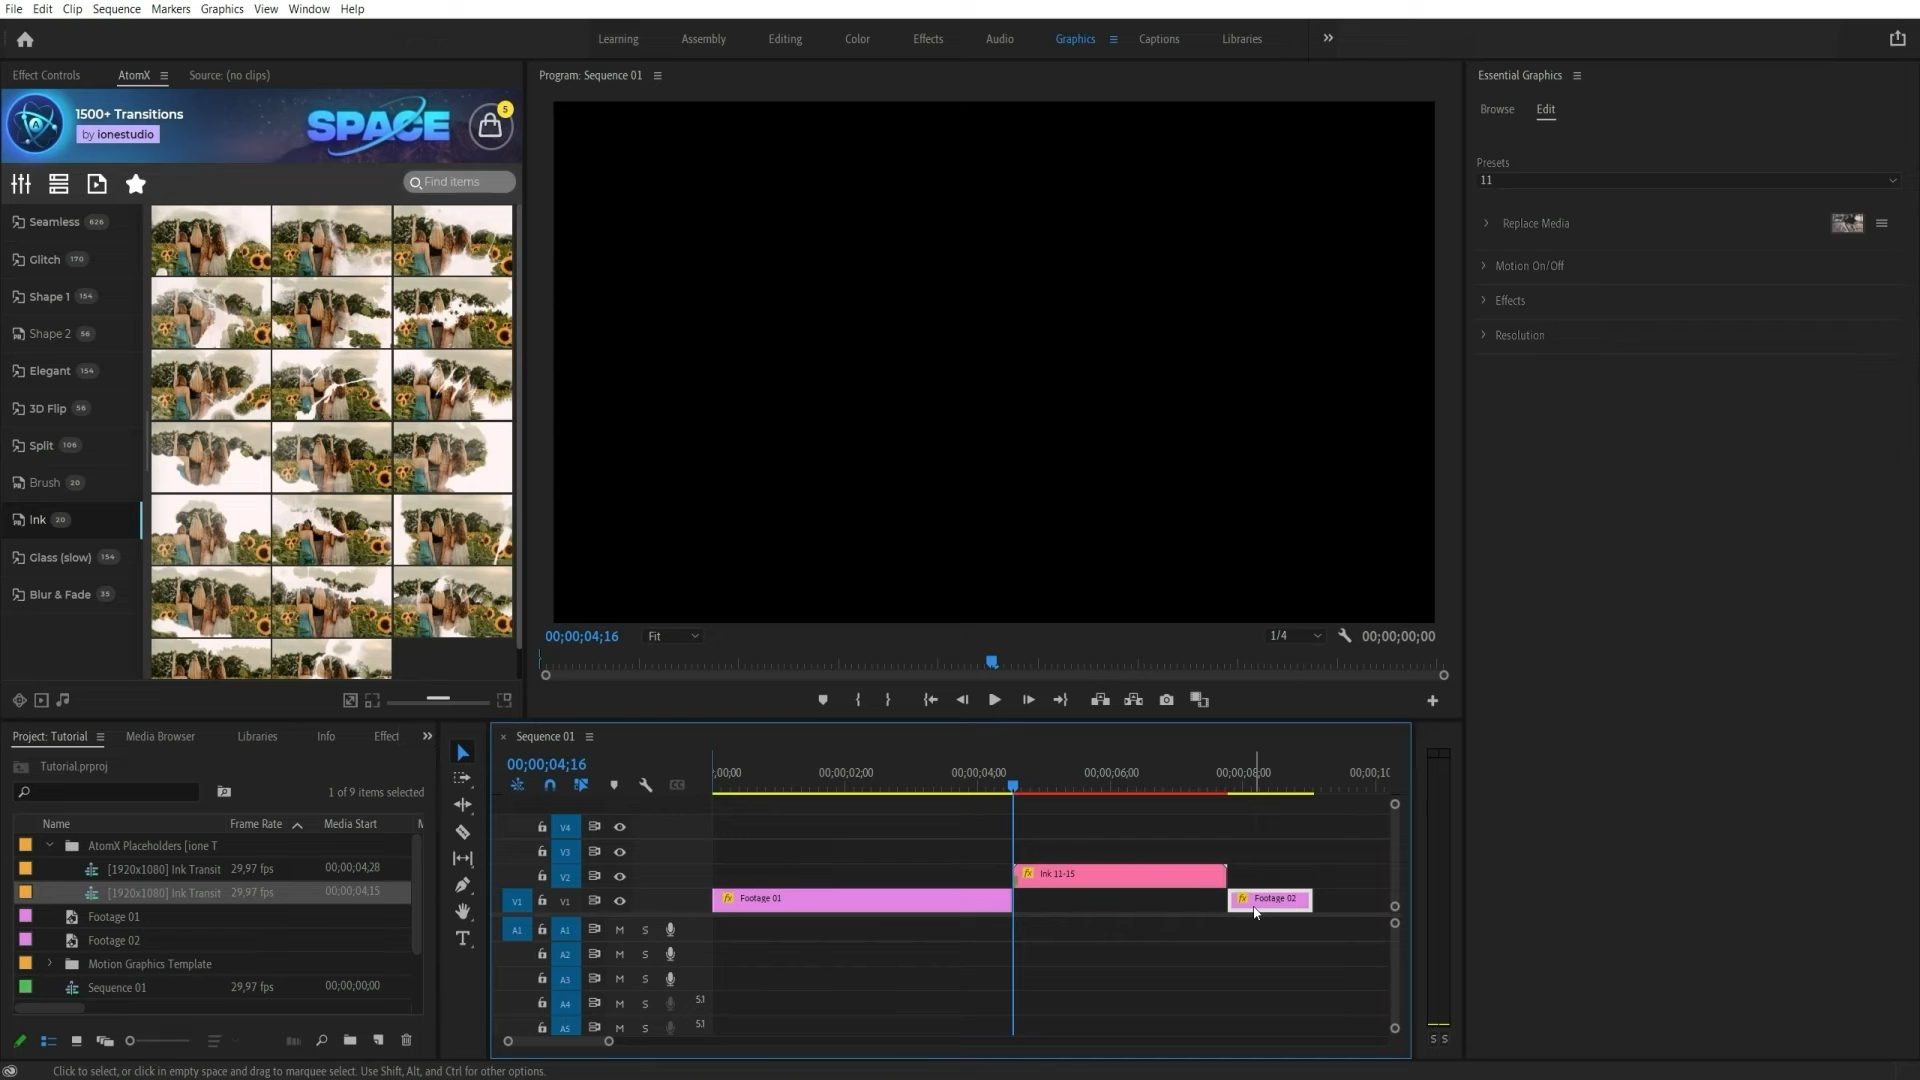 File Edit Clip Sequence Markers Graphics View Window Help
Learning Assembly Editing Color Effects Audio Graphics Captions Libraries
Effect Controls AtomX Source: (no clips)
1500+ Transitions
by ionestudio
SPACE
5
Find items
Seamless 626
Glitch 170
Shape 1 154
Shape 2 56
Elegant 154
3D Flip 56
Split 106
Brush 20
Ink 20
Glass (slow) 154
Blur & Fade 35
Program: Sequence 01
00;00;04;16 Fit 1/4 00;00;00;00
Essential Graphics
Browse Edit
Presets
11
Replace Media
Motion On/Off
Effects
Resolution
Project: Tutorial Media Browser Libraries Info Effect
Tutorial.prproj
1 of 9 items selected
Name Frame Rate Media Start M
AtomX Placeholders [ione T
[1920x1080] Ink Transit 29,97 fps 00;00;04;28
[1920x1080] Ink Transit 29,97 fps 00;00;04;15
Footage 01
Footage 02
Motion Graphics Template
Sequence 01 29,97 fps 00;00;00;00
Sequence 01
00;00;04;16
;00;00 00;00;02;00 00;00;04;00 00;00;06;00 00;00;08;00 00;00;10
V4
V3
V2 Ink 11-15
V1 V1 Footage 01 Footage 02
A1 A1 M S
A2 M S
A3 M S
A4 M S 5.1
A5 M S 5.1
S S
Click to select, or click in empty space and drag to marquee select. Use Shift, Alt, and Ctrl for other options.